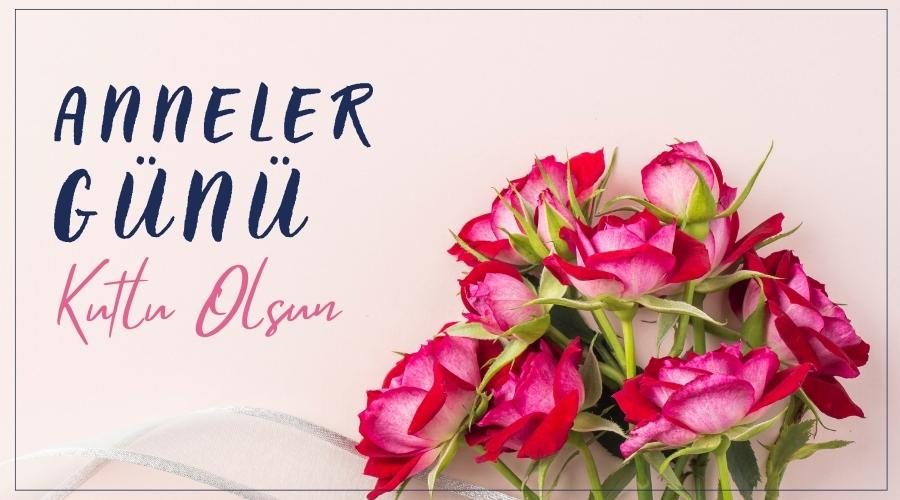 ANNELER
GÜNÜ
Kutlu Olsun